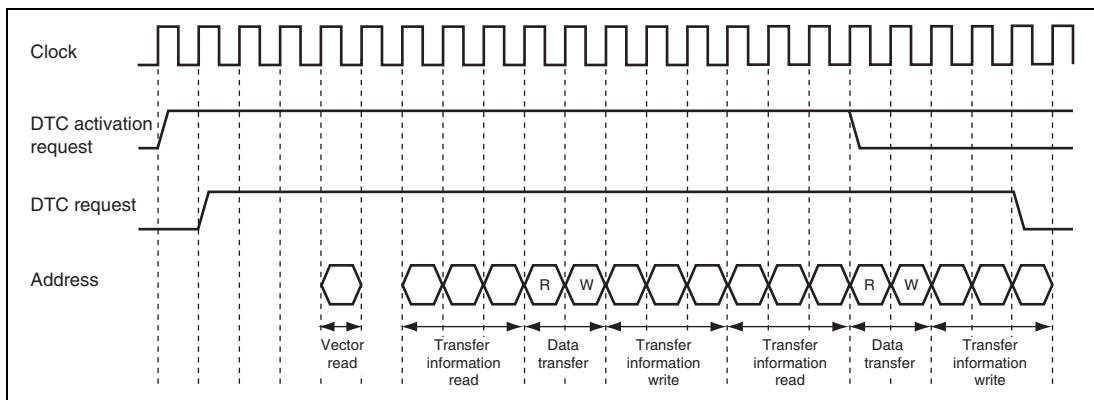 Clock
DTC activation
request
DTC request
Address
R W R W
Vector
read
Transfer
information
read
Data
transfer
Transfer
information
write
Transfer
information
read
Data
transfer
Transfer
information
write